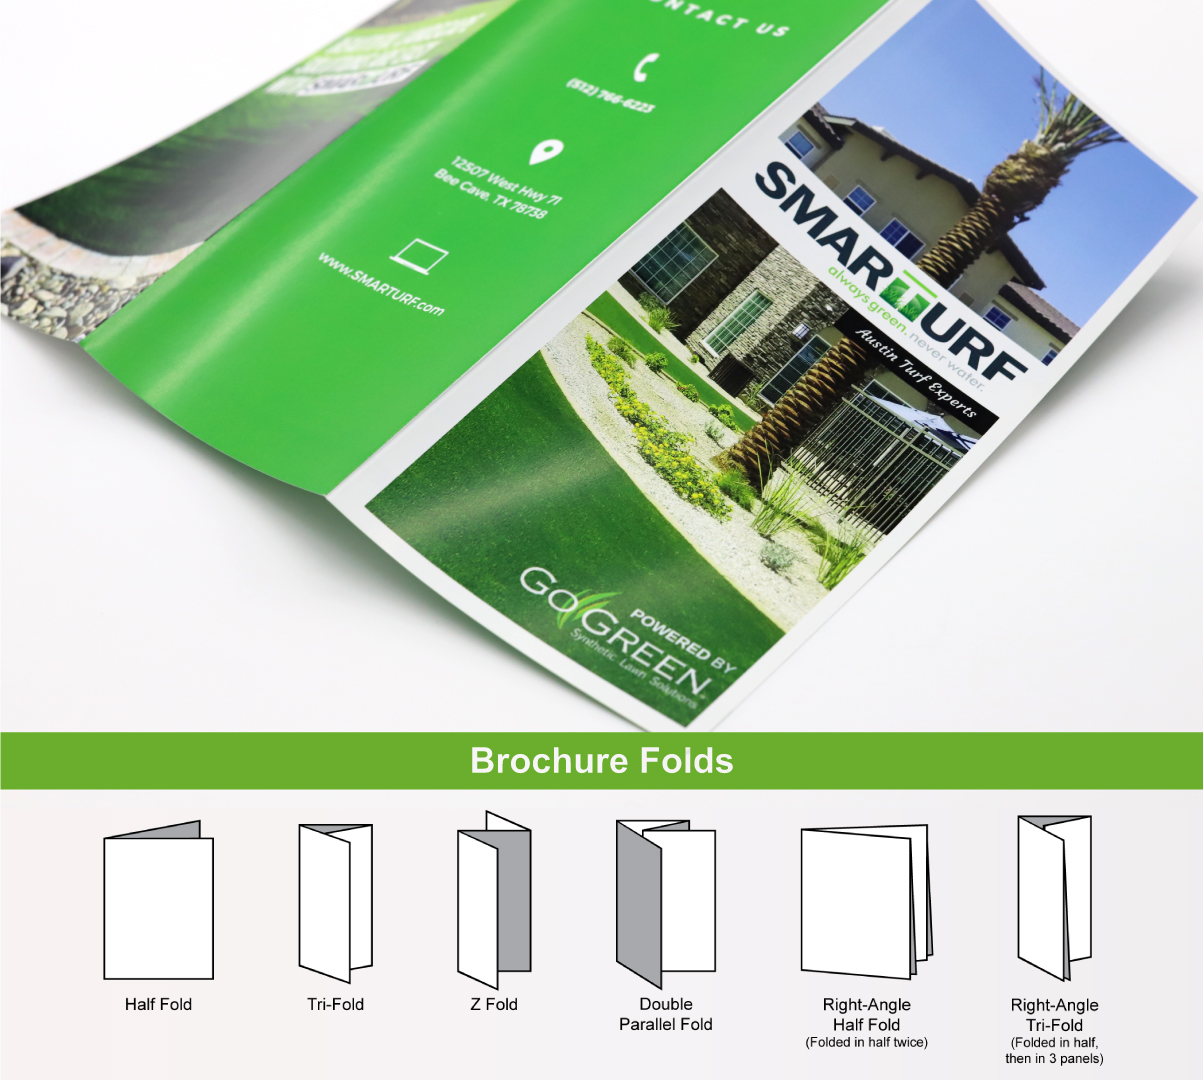 CONTACT US
(512) 766-6223
12507 West Hwy 71
Bee Cave, TX 78738
www.SMARTURF.com
SMARTURF
always green. never water.
Austin Turf Experts
POWERED BY
GO GREEN
Synthetic Lawn Solutions
Brochure Folds
Half Fold
Tri-Fold
Z Fold
Double
Parallel Fold
Right-Angle
Half Fold
(Folded in half twice)
Right-Angle
Tri-Fold
(Folded in half,
then in 3 panels)